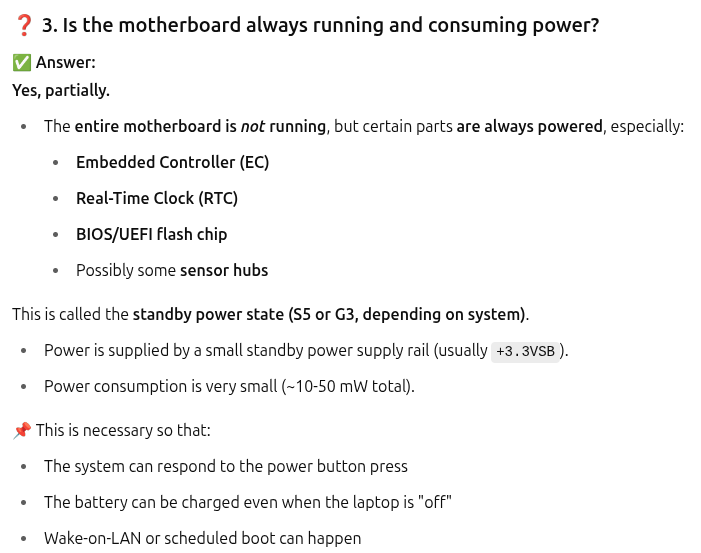 ❓ 3. Is the motherboard always running and consuming power?
✅ Answer:
Yes, partially.
• The entire motherboard is not running, but certain parts are always powered, especially:
• Embedded Controller (EC)
• Real-Time Clock (RTC)
• BIOS/UEFI flash chip
• Possibly some sensor hubs
This is called the standby power state (S5 or G3, depending on system).
• Power is supplied by a small standby power supply rail (usually +3.3VSB).
• Power consumption is very small (~10-50 mW total).
📌 This is necessary so that:
• The system can respond to the power button press
• The battery can be charged even when the laptop is "off"
• Wake-on-LAN or scheduled boot can happen